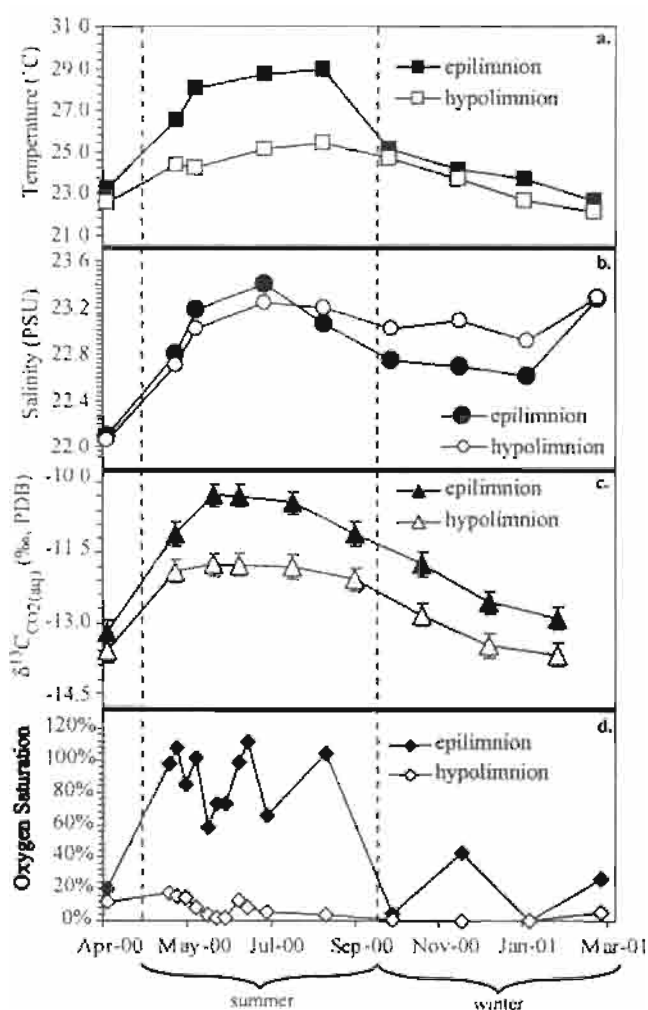 31.0
29.0
27.0
25.0
23.0
21.0
Temperature (°C)
a.
epilimnion
hypolimnion
23.6
23.2
22.8
22.4
22.0
Salinity (PSU)
b.
epilimnion
hypolimnion
-10.0
-11.5
-13.0
-14.5
δ¹³C CO2(aq) (‰, PDB)
c.
epilimnion
hypolimnion
120%
100%
80%
60%
40%
20%
0%
Oxygen Saturation
d.
epilimnion
hypolimnion
Apr-00 May-00 Jul-00 Sep-00 Nov-00 Jan-01 Mar-01
summer winter